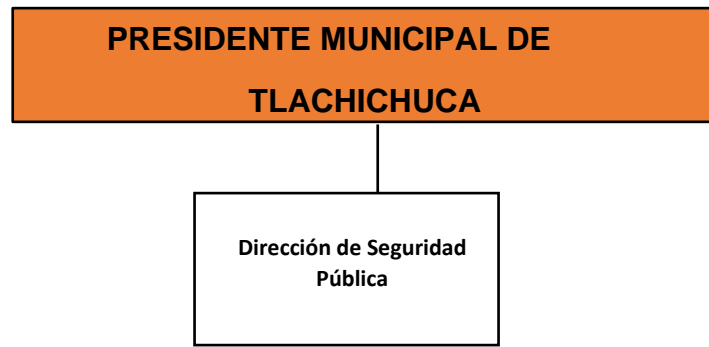 PRESIDENTE MUNICIPAL DE
TLACHICHUCA
Dirección de Seguridad
Pública